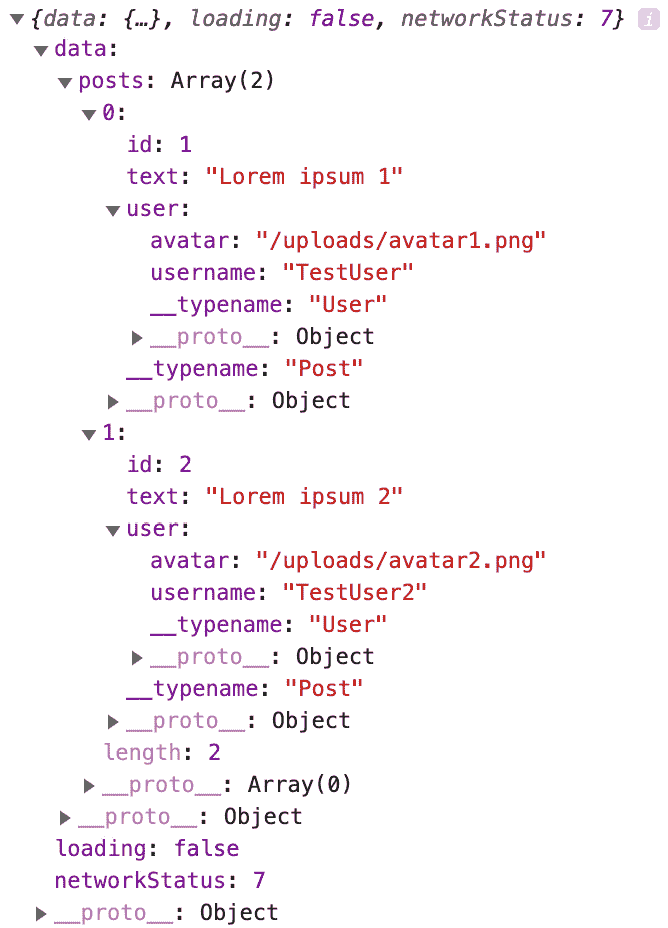 {data: {…}, loading: false, networkStatus: 7} i
data:
posts: Array(2)
0:
id: 1
text: "Lorem ipsum 1"
user:
avatar: "/uploads/avatar1.png"
username: "TestUser"
__typename: "User"
__proto__: Object
__typename: "Post"
__proto__: Object
1:
id: 2
text: "Lorem ipsum 2"
user:
avatar: "/uploads/avatar2.png"
username: "TestUser2"
__typename: "User"
__proto__: Object
__typename: "Post"
__proto__: Object
length: 2
__proto__: Array(0)
__proto__: Object
loading: false
networkStatus: 7
__proto__: Object